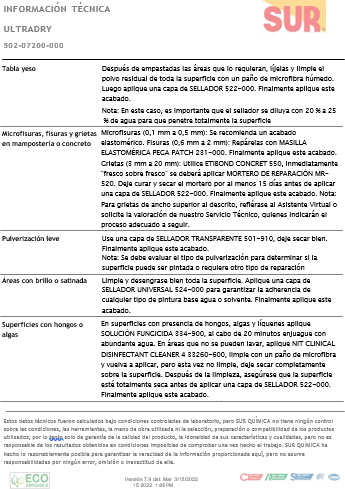 INFORMACIÓN TÉCNICA
ULTRADRY
502-07200-000
SUR
Tabla yeso
Después de empastadas las áreas que lo requieran, líjelas y limpie el
polvo residual de toda la superficie con un paño de microfibra húmedo.
Luego aplique una capa de SELLADOR 522-000. Finalmente aplique este
acabado.
Nota: En este caso, es importante que el sellador se diluya con 20 % a 25
% de agua para que penetre totalmente la superficie
Microfisuras, fisuras y grietas
en mampostería o concreto
Microfisuras (0,1 mm a 0,5 mm): Se recomienda un acabado
elastomérico. Fisuras (0,5 mm a 2 mm): Repárelas con MASILLA
ELASTOMÉRICA PEGA PATCH 231-000. Finalmente aplique este acabado.
Grietas (3 mm a 20 mm): Utilice ETIBOND CONCRET 550, inmediatamente
"fresco sobre fresco" se deberá aplicar MORTERO DE REPARACIÓN MR-
520. Deje curar y secar el mortero por al menos 15 días antes de aplicar
una capa de SELLADOR 522-000. Finalmente aplique este acabado. Nota:
Para grietas de ancho superior al descrito, refiérase al Asistente Virtual o
solicite la valoración de nuestro Servicio Técnico, quienes indicarán el
proceso adecuado a seguir.
Pulverización leve
Use una capa de SELLADOR TRANSPARENTE 501-910, deje secar bien.
Finalmente aplique este acabado.
Nota: Se debe evaluar el tipo de pulverización para determinar si la
superficie puede ser pintada o requiere otro tipo de reparación
Áreas con brillo o satinada
Limpie y desengrase bien toda la superficie. Aplique una capa de
SELLADOR UNIVERSAL 524-000 para garantizar la adherencia de
cualquier tipo de pintura base agua o solvente. Finalmente aplique este
acabado.
Superficies con hongos o
algas
En superficies con presencia de hongos, algas y líquenes aplique
SOLUCIÓN FUNGICIDA 884-900, al cabo de 20 minutos enjuague con
abundante agua. En áreas que no se pueden lavar, aplique NIT CLINICAL
DISINFECTANT CLEANER 4 33260-600, limpie con un paño de microfibra
y vuelva a aplicar, pero esta vez no limpie, deje secar completamente
sobre la superficie. Después de la limpieza, asegúrese que la superficie
está totalmente seca antes de aplicar una capa de SELLADOR 522-000.
Finalmente aplique este acabado.
Estos datos técnicos fueron calculados bajo condiciones controladas de laboratorio, pero SUR QUÍMICA no tiene ningún control
sobre las condiciones, las herramientas, la mano de obra utilizada ni la selección, preparación o compatibilidad de los productos
utilizados; por lo tanto solo da garantía de la calidad del producto, la idoneidad de sus características y cualidades, pero no es
responsable de los resultados obtenidos en condiciones imposibles de comprobar una vez hecho el trabajo. SUR QUÍMICA ha
hecho lo razonablemente posible para garantizar la veracidad de la información proporcionada aquí, pero no asume
responsabilidades por ningún error, omisión o inexactitud de ella.
ECO
AMIGABLE
Versión 7.6 del. Mar 3/15/2022
15 2022 1:66PM